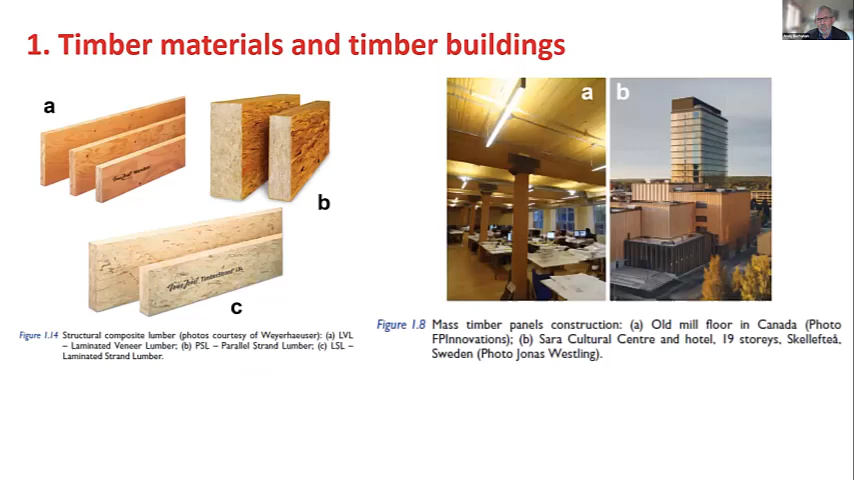 1. Timber materials and timber buildings
a
b
c
TimberStrand LSL
Figure 1.14 Structural composite lumber (photos courtesy of Weyerhaeuser): (a) LVL
– Laminated Veneer Lumber; (b) PSL – Parallel Strand Lumber; (c) LSL –
Laminated Strand Lumber.
a
b
Figure 1.8 Mass timber panels construction: (a) Old mill floor in Canada (Photo
FPInnovations); (b) Sara Cultural Centre and hotel, 19 storeys, Skellefteå,
Sweden (Photo Jonas Westling).